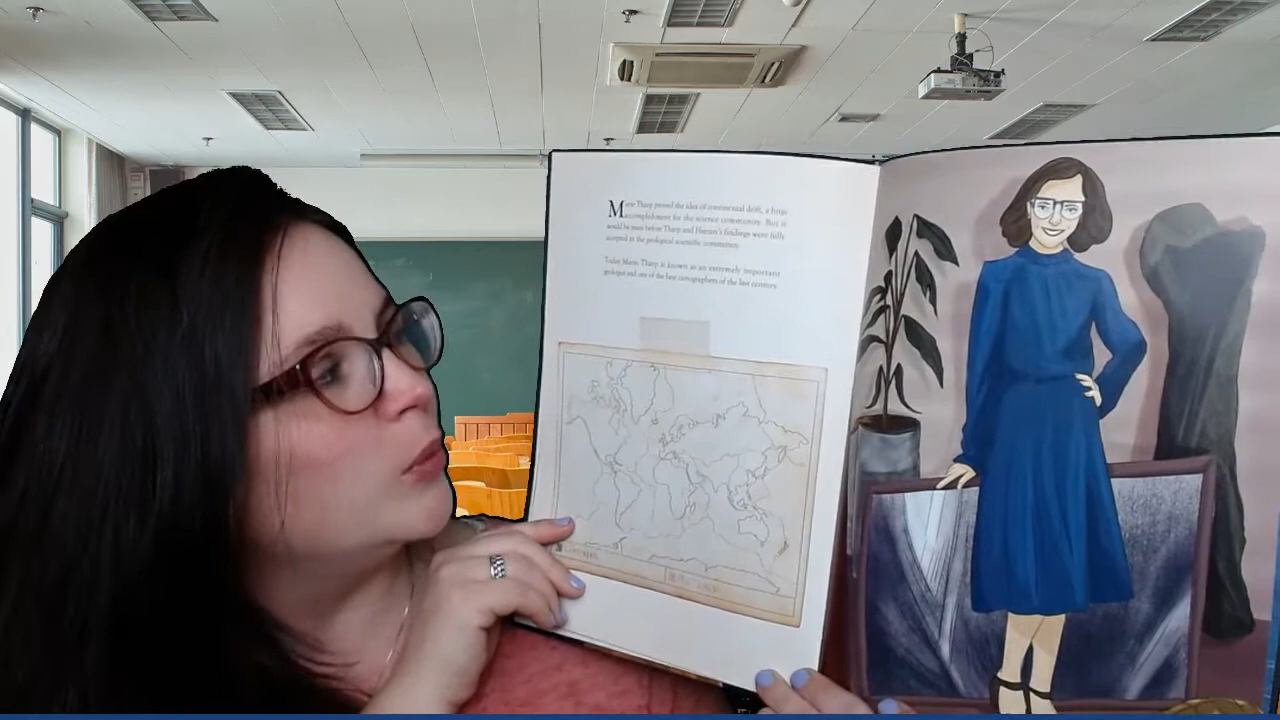 Marie Tharp proved the idea of continental drift, a huge
accomplishment for the science community. But it
would be years before Tharp and Heezen's findings were fully
accepted in the geological scientific community.
Today Marie Tharp is known as an extremely important
geologist and one of the best cartographers of the last century.